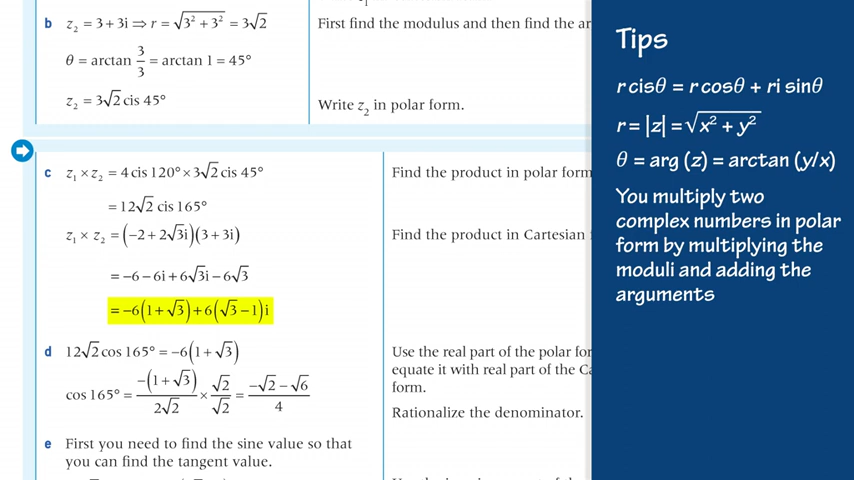 b z₂ = 3 + 3i ⇒ r = √(3² + 3²) = 3√2
First find the modulus and then find the
θ = arctan 3/3 = arctan 1 = 45°
z₂ = 3√2 cis 45°
Write z₂ in polar form.
c z₁ × z₂ = 4 cis 120° × 3√2 cis 45°
Find the product in polar form
= 12√2 cis 165°
z₁ × z₂ = (−2 + 2√3i)(3 + 3i)
Find the product in Cartesian
= −6 − 6i + 6√3i − 6√3
= −6(1 + √3) + 6(√3 − 1)i
d 12√2 cos 165° = −6(1 + √3)
Use the real part of the polar
equate it with real part of the
form.
cos 165° = −(1 + √3)/2√2 × √2/√2 = −√2 − √6/4
Rationalize the denominator.
e First you need to find the sine value so that
you can find the tangent value.
Tips
r cisθ = r cosθ + ri sinθ
r = |z| = √(x² + y²)
θ = arg (z) = arctan (y/x)
You multiply two
complex numbers in polar
form by multiplying the
moduli and adding the
arguments